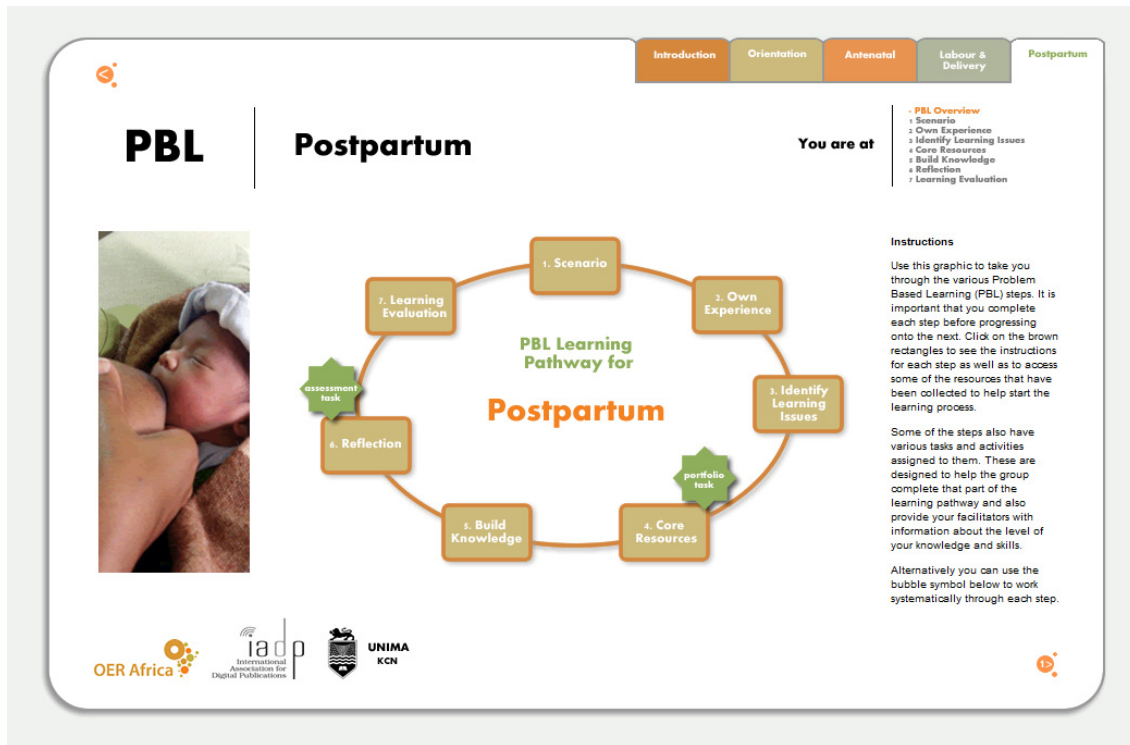 Introduction
Orientation
Antenatal
Labour &
Delivery
Postpartum
<
PBL
Postpartum
You are at
- PBL Overview
1 Scenario
2 Own Experience
3 Identify Learning Issues
4 Core Resources
5 Build Knowledge
6 Reflection
7 Learning Evaluation
1. Scenario
2. Own
Experience
3. Identify
Learning
Issues
portfolio
task
4. Core
Resources
5. Build
Knowledge
assessment
task
6. Reflection
7. Learning
Evaluation
PBL Learning
Pathway for
Postpartum
Instructions
Use this graphic to take you
through the various Problem
Based Learning (PBL) steps. It is
important that you complete
each step before progressing
onto the next. Click on the brown
rectangles to see the instructions
for each step as well as to access
some of the resources that have
been collected to help start the
learning process.
Some of the steps also have
various tasks and activities
assigned to them. These are
designed to help the group
complete that part of the
learning pathway and also
provide your facilitators with
information about the level of
your knowledge and skills.
Alternatively you can use the
bubble symbol below to work
systematically through each step.
OER Africa
iadp
International
Association for
Digital Publications
UNIMA
KCN
1>